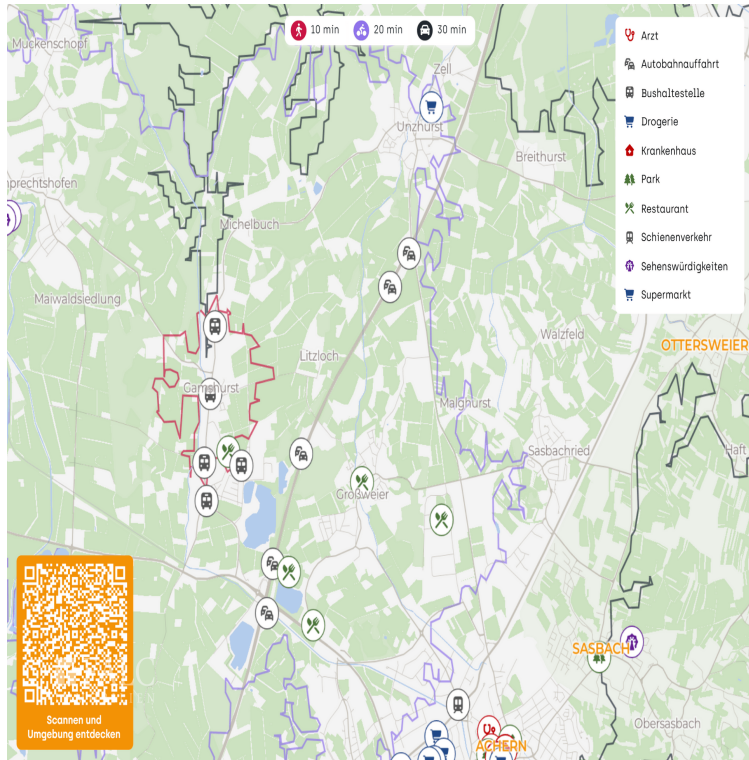 10 min
20 min
30 min
Arzt
Autobahnauffahrt
Bushaltestelle
Drogerie
Krankenhaus
Park
Restaurant
Schienenverkehr
Sehenswürdigkeiten
Supermarkt
Muckenschopf
Zell
Unzhurst
Breithurst
mprechtshofen
Michelbuch
Maiwaldsiedlung
Litzloch
Walzfeld
OTTERSWEIER
Gamshurst
Malghurst
Sasbachried
Haft
Großweier
SASBACH
Obersasbach
ACHERN
Scannen und
Umgebung entdecken